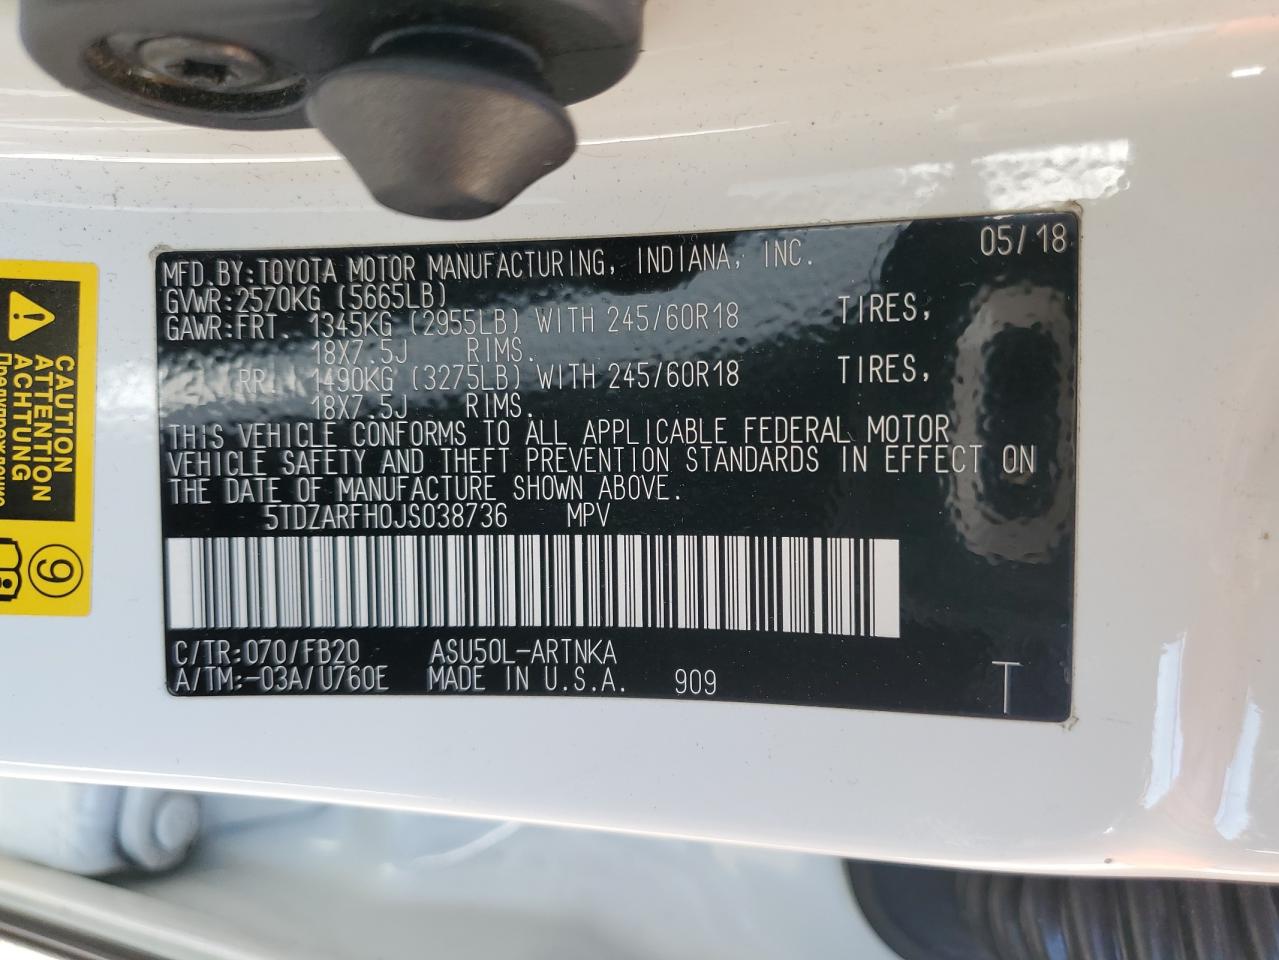 MFD.BY:TOYOTA MOTOR MANUFACTURING, INDIANA, INC. 05/18
GVWR:2570KG (5665LB)
GAWR:FRT. 1345KG (2955LB) WITH 245/60R18 TIRES,
18X7.5J RIMS.
RR. 1490KG (3275LB) WITH 245/60R18 TIRES,
18X7.5J RIMS.
THIS VEHICLE CONFORMS TO ALL APPLICABLE FEDERAL MOTOR
VEHICLE SAFETY AND THEFT PREVENTION STANDARDS IN EFFECT ON
THE DATE OF MANUFACTURE SHOWN ABOVE.
5TDZARFH0JS038736 MPV
C/TR:070/FB20 ASU50L-ARTNKA
A/TM:-03A/U760E MADE IN U.S.A. 909 T
CAUTION
ATTENTION
ACHTUNG
9